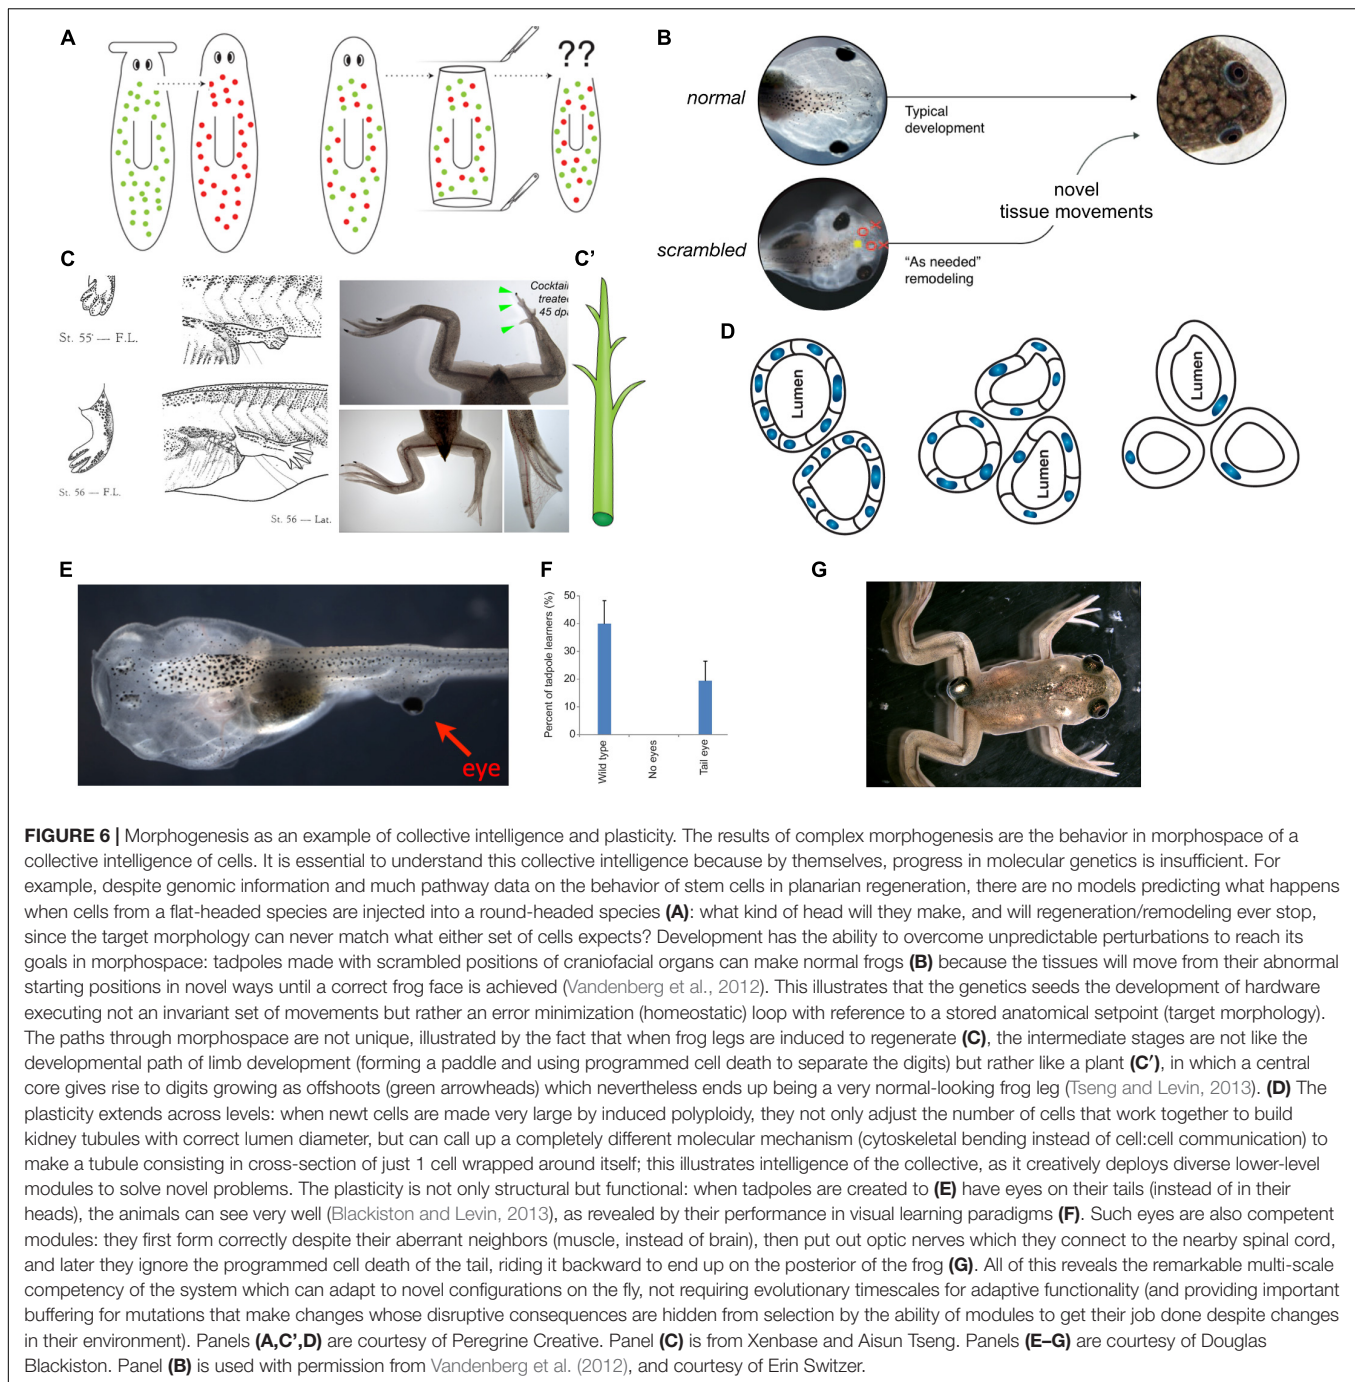 A
??
B
normal
Typical
development
novel
tissue movements
scrambled
"As needed"
remodeling
C
St. 55 — F.L.
St. 56 — F.L.
St. 56 — Lat.
Cocktail
treated
45 dpa
C'
D
Lumen
Lumen
Lumen
E
eye
F
Percent of tadpole learners (%)
50
40
30
20
10
0
Wild type
No eyes
Tail eye
G
FIGURE 6 | Morphogenesis as an example of collective intelligence and plasticity. The results of complex morphogenesis are the behavior in morphospace of a
collective intelligence of cells. It is essential to understand this collective intelligence because by themselves, progress in molecular genetics is insufficient. For
example, despite genomic information and much pathway data on the behavior of stem cells in planarian regeneration, there are no models predicting what happens
when cells from a flat-headed species are injected into a round-headed species (A): what kind of head will they make, and will regeneration/remodeling ever stop,
since the target morphology can never match what either set of cells expects? Development has the ability to overcome unpredictable perturbations to reach its
goals in morphospace: tadpoles made with scrambled positions of craniofacial organs can make normal frogs (B) because the tissues will move from their abnormal
starting positions in novel ways until a correct frog face is achieved (Vandenberg et al., 2012). This illustrates that the genetics seeds the development of hardware
executing not an invariant set of movements but rather an error minimization (homeostatic) loop with reference to a stored anatomical setpoint (target morphology).
The paths through morphospace are not unique, illustrated by the fact that when frog legs are induced to regenerate (C), the intermediate stages are not like the
developmental path of limb development (forming a paddle and using programmed cell death to separate the digits) but rather like a plant (C′), in which a central
core gives rise to digits growing as offshoots (green arrowheads) which nevertheless ends up being a very normal-looking frog leg (Tseng and Levin, 2013). (D) The
plasticity extends across levels: when newt cells are made very large by induced polyploidy, they not only adjust the number of cells that work together to build
kidney tubules with correct lumen diameter, but can call up a completely different molecular mechanism (cytoskeletal bending instead of cell:cell communication) to
make a tubule consisting in cross-section of just 1 cell wrapped around itself; this illustrates intelligence of the collective, as it creatively deploys diverse lower-level
modules to solve novel problems. The plasticity is not only structural but functional: when tadpoles are created to (E) have eyes on their tails (instead of in their
heads), the animals can see very well (Blackiston and Levin, 2013), as revealed by their performance in visual learning paradigms (F). Such eyes are also competent
modules: they first form correctly despite their aberrant neighbors (muscle, instead of brain), then put out optic nerves which they connect to the nearby spinal cord,
and later they ignore the programmed cell death of the tail, riding it backward to end up on the posterior of the frog (G). All of this reveals the remarkable multi-scale
competency of the system which can adapt to novel configurations on the fly, not requiring evolutionary timescales for adaptive functionality (and providing important
buffering for mutations that make changes whose disruptive consequences are hidden from selection by the ability of modules to get their job done despite changes
in their environment). Panels (A,C′,D) are courtesy of Peregrine Creative. Panel (C) is from Xenbase and Aisun Tseng. Panels (E–G) are courtesy of Douglas
Blackiston. Panel (B) is used with permission from Vandenberg et al. (2012), and courtesy of Erin Switzer.